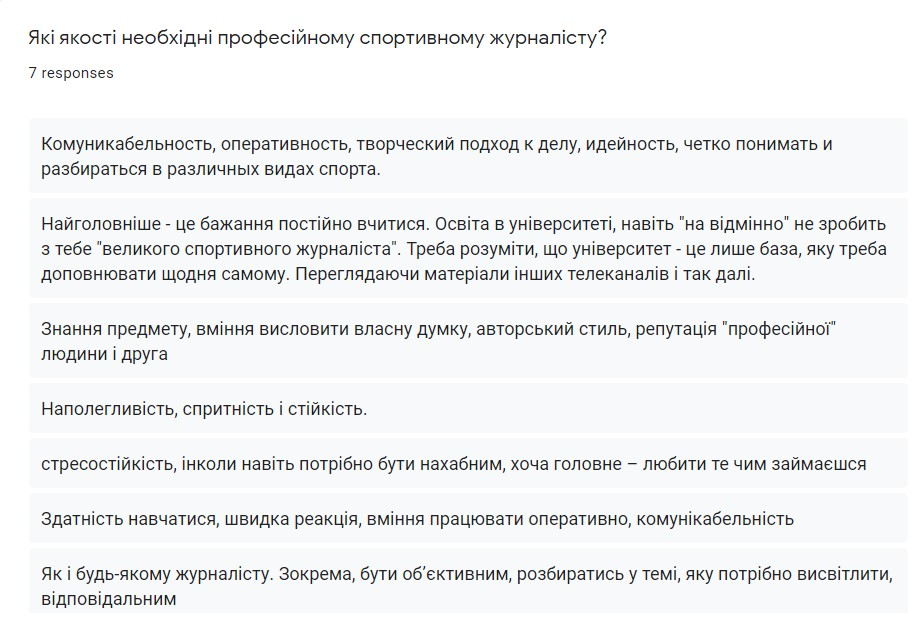 Які якості необхідні професійному спортивному журналісту?
7 responses
Комуникабельность, оперативность, творческий подход к делу, идейность, четко понимать и
разбираться в различных видах спорта.
Найголовніше - це бажання постійно вчитися. Освіта в університеті, навіть "на відмінно" не зробить
з тебе "великого спортивного журналіста". Треба розуміти, що університет - це лише база, яку треба
доповнювати щодня самому. Переглядаючи матеріали інших телеканалів і так далі.
Знання предмету, вміння висловити власну думку, авторський стиль, репутація "професійної"
людини і друга
Наполегливість, спритність і стійкість.
стресостійкість, інколи навіть потрібно бути нахабним, хоча головне – любити те чим займаєшся
Здатність навчатися, швидка реакція, вміння працювати оперативно, комунікабельність
Як і будь-якому журналісту. Зокрема, бути об’єктивним, розбиратись у темі, яку потрібно висвітлити,
відповідальним